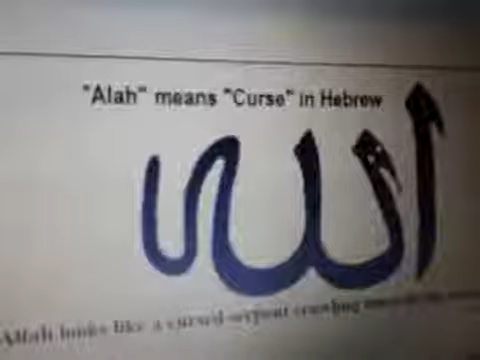 "Alah" means "Curse" in Hebrew
الله
Allah looks like a cursed serpent crawling